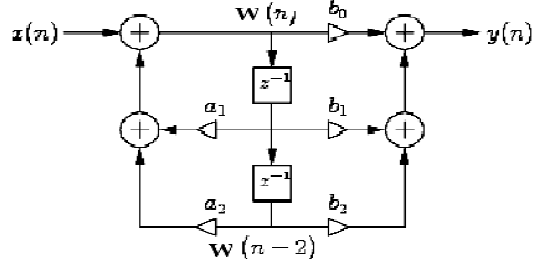 W (n) b₀
x(n) + + y(n)
z⁻¹
a₁ b₁
+ +
z⁻¹
a₂ b₂
W (n − 2)